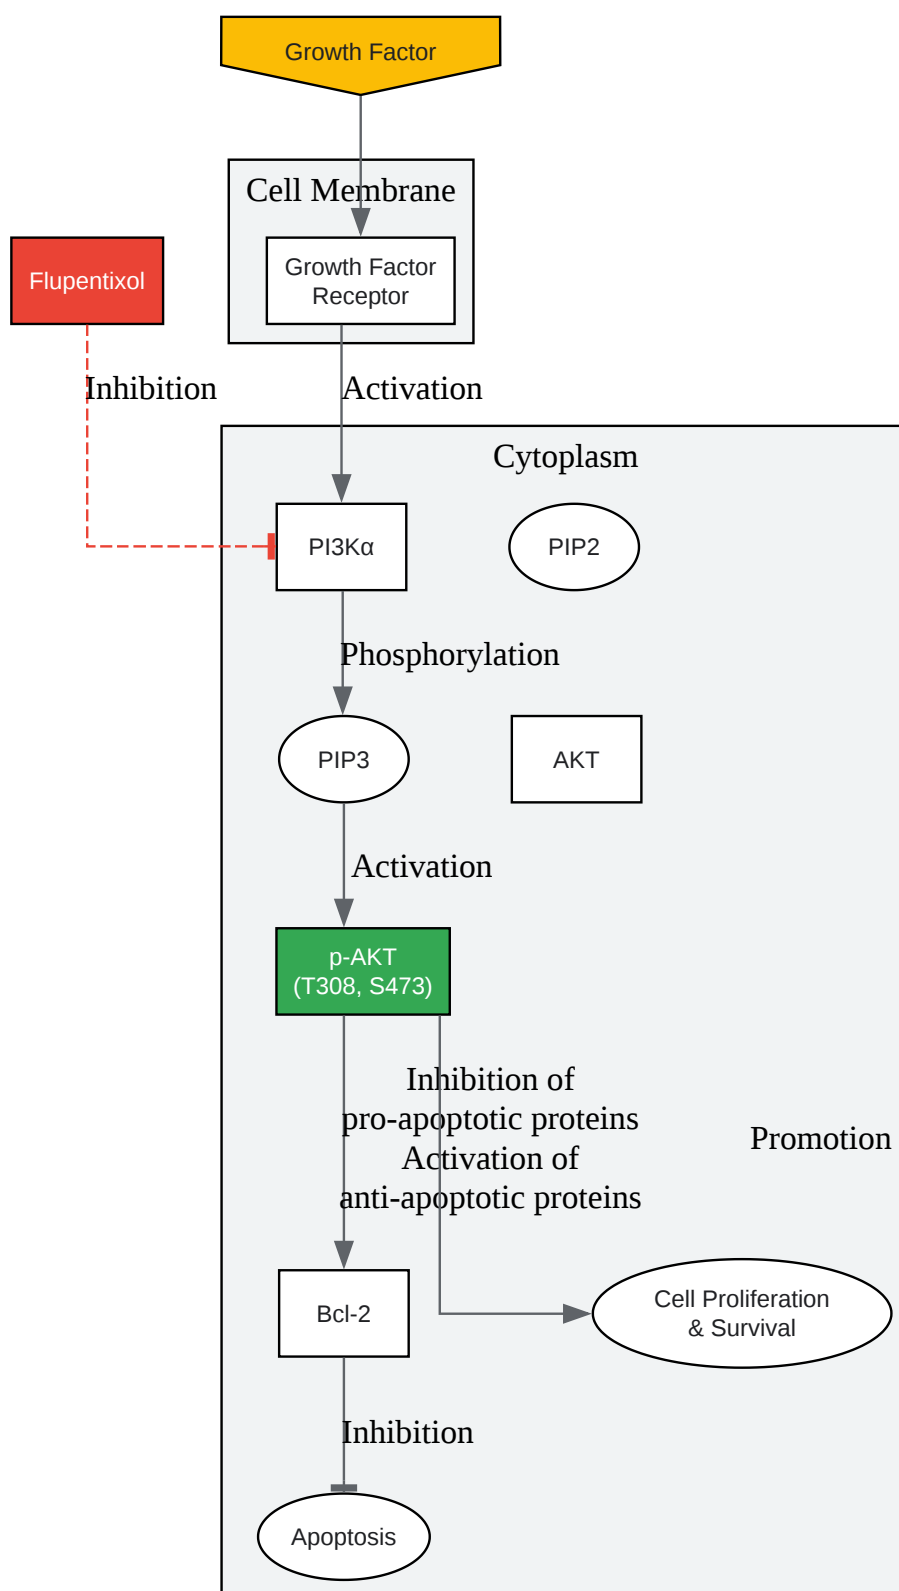 Growth Factor
Cell Membrane
Growth Factor
Receptor
Flupentixol
Inhibition
Activation
Cytoplasm
PI3Kα
PIP2
Phosphorylation
PIP3
AKT
Activation
p-AKT
(T308, S473)
Inhibition of
pro-apoptotic proteins
Activation of
anti-apoptotic proteins
Promotion
Bcl-2
Cell Proliferation
& Survival
Inhibition
Apoptosis